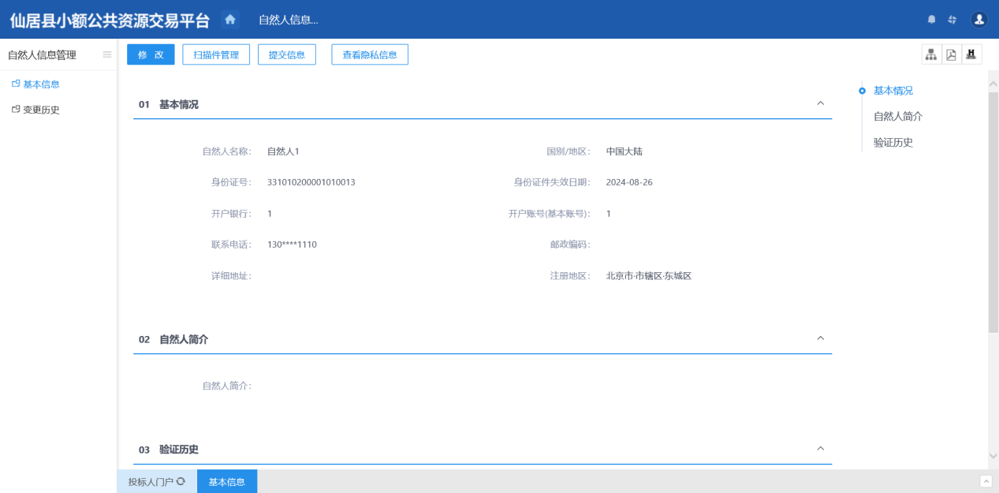 仙居县小额公共资源交易平台 自然人信息...
自然人信息管理
基本信息
变更历史
修 改 扫描件管理 提交信息 查看隐私信息
01 基本情况
自然人名称： 自然人1 国别/地区： 中国大陆
身份证号： 331010200001010013 身份证件失效日期： 2024-08-26
开户银行： 1 开户账号(基本账号)： 1
联系电话： 130****1110 邮政编码：
详细地址： 注册地区： 北京市·市辖区·东城区
02 自然人简介
自然人简介：
03 验证历史
基本情况
自然人简介
验证历史
投标人门户 基本信息